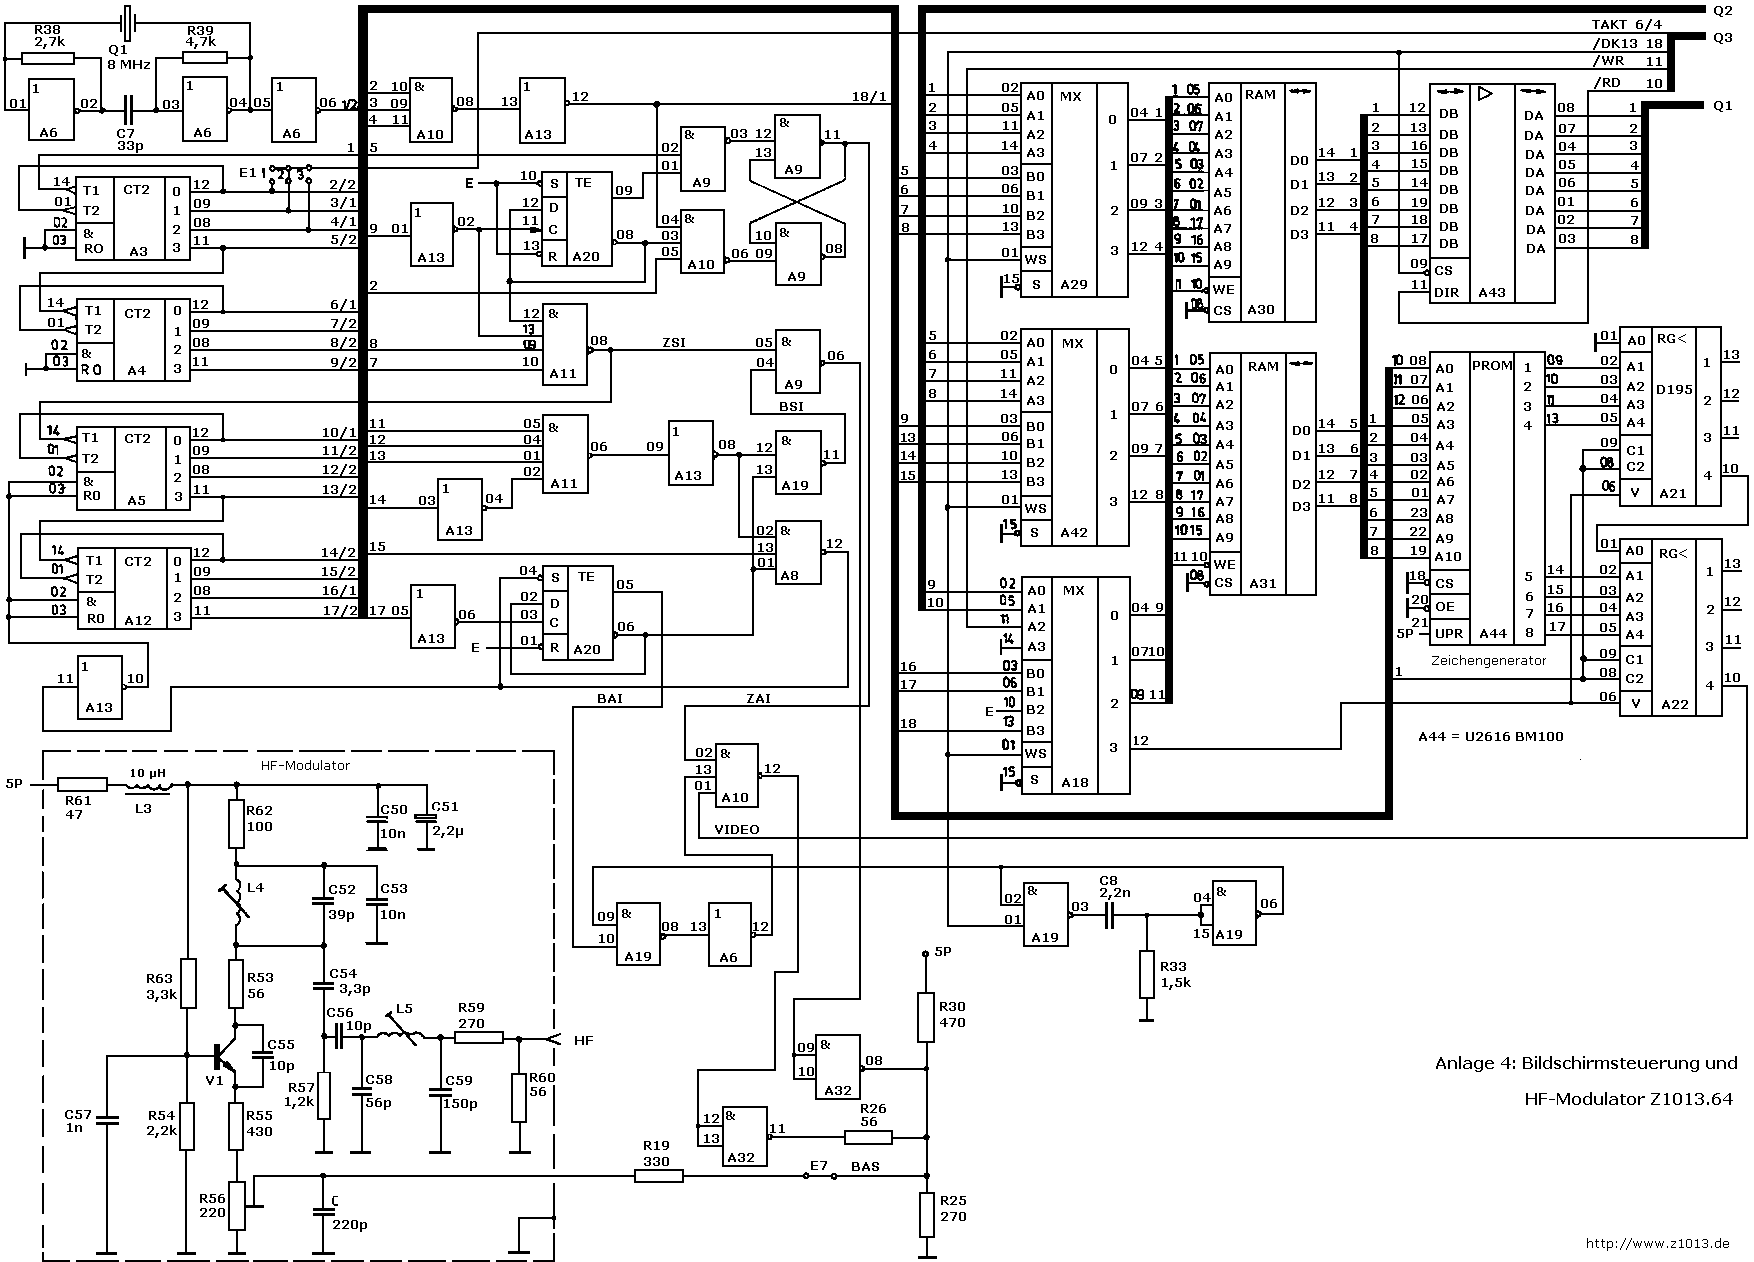 R38
2,7k
Q1
8 MHz
R39
4,7k
01 1 A6 02
C7
33p
03 1 A6 04
05 1 A6 06 1/2
2 10 & 08
3 09
4 11 A10
13 1 12
A13
18/1
Q2
TAKT 6/4
Q3
/DK13 18
/WR 11
/RD 10
Q1
1 5
E1 1 2 3
14 T1 CT2 0 12 2/2
01 T2 1 09 3/1
02 & 2 08 4/1
03 R0 A3 3 11 5/2
14 T1 CT2 0 12 6/1
01 T2 1 09 7/2
02 & 2 08 8/2
03 R0 A4 3 11 9/2
14 T1 CT2 0 12 10/1
01 T2 1 09 11/2
02 & 2 08 12/2
03 R0 A5 3 11 13/2
14 T1 CT2 0 12 14/2
01 T2 1 09 15/2
02 & 2 08 16/1
03 R0 A12 3 11 17/2
11 1 10
A13
9 01 1 02
A13
E 10 S TE 09
12 D
11 C 08
13 R A20
02 & 03
01 A9
12 & 11
13 A9
04 & 06
03
05 A10
10 & 08
09 A9
2
12 & 08
13
8 09
7 10 A11
ZSI
05 & 06
04 A9
BSI
11 05 & 06
12 04
13 01
02 A11
14 03 1 04
A13
09 1 08
A13
12 & 11
13 A19
15
02 & 12
13
01 A8
17 05 1 06
A13
04 S TE 05
02 D
03 C 06
E 01 R A20
BAI
ZAI
1 02 A0 MX 0 04 1
2 05 A1
3 11 A2 1 07 2
4 14 A3
5 03 B0
6 06 B1 2 09 3
7 10 B2
8 13 B3 3 12 4
01 WS
15 S A29
5 02 A0 MX 0 04 5
6 05 A1
7 11 A2 1 07 6
8 14 A3
9 03 B0
13 06 B1 2 09 7
14 10 B2
15 13 B3 3 12 8
01 WS
15 S A42
9 02 A0 MX 0 04 9
10 05 A1
11 A2 1 07 10
14 A3
16 03 B0
17 06 B1 2 09 11
E 10 B2
18 13 B3 3 12
01 WS
15 S A18
1 05 A0 RAM
2 06 A1
3 07 A2
4 04 A3 D0 14 1
5 03 A4
6 02 A5 D1 13 2
7 01 A6 D2 12 3
8 17 A7 D3 11 4
9 16 A8
10 15 A9
11 10 WE
08 CS A30
1 05 A0 RAM
2 06 A1
3 07 A2
4 04 A3 D0 14 5
5 03 A4
6 02 A5 D1 13 6
7 01 A6 D2 12 7
8 17 A7 D3 11 8
9 16 A8
10 15 A9
11 10 WE
08 CS A31
1 12 DB DA 08 1
2 13 DB DA 07 2
3 16 DB DA 04 3
4 15 DB DA 05 4
5 14 DB DA 06 5
6 19 DB DA 01 6
7 18 DB DA 02 7
8 17 DB DA 03 8
09 CS
11 DIR A43
10 08 A0 PROM 1 09
11 07 A1 2 10
12 06 A2 3 11
1 05 A3 4 13
2 04 A4
3 03 A5
4 02 A6
5 01 A7
6 23 A8
7 22 A9
8 19 A10
18 CS 5 14
20 OE 6 15
7 16
5P 21 UPR A44 8 17
Zeichengenerator
1
01 A0 RG< 1 13
02 A1
03 A2 D195 2 12
04 A3
05 A4 3 11
09 C1
08 C2 4 10
06 V A21
01 A0 RG< 1 13
02 A1
03 A2 2 12
04 A3
05 A4 3 11
09 C1
08 C2 4 10
06 V A22
A44 = U2616 BM100
02 & 12
13
01 A10
VIDEO
09 & 08
10 A19
13 1 12
A6
02 & 03
01 A19
C8
2,2n
04 & 06
15 A19
R33
1,5k
5P
R30
470
09 & 08
10 A32
12 & 11
13 A32
R26
56
R19
330
E7 BAS
R25
270
HF-Modulator
5P
R61
47
10 µH
L3
R62
100
C50
10n
C51
2,2µ
L4
C52
39p
C53
10n
R63
3,3k
R53
56
C54
3,3p
C56
10p
L5
R59
270
HF
C55
10p
V1
R57
1,2k
C58
56p
C59
150p
R60
56
C57
1n
R54
2,2k
R55
430
R56
220
C
220p
Anlage 4: Bildschirmsteuerung und
HF-Modulator Z1013.64
http://www.z1013.de